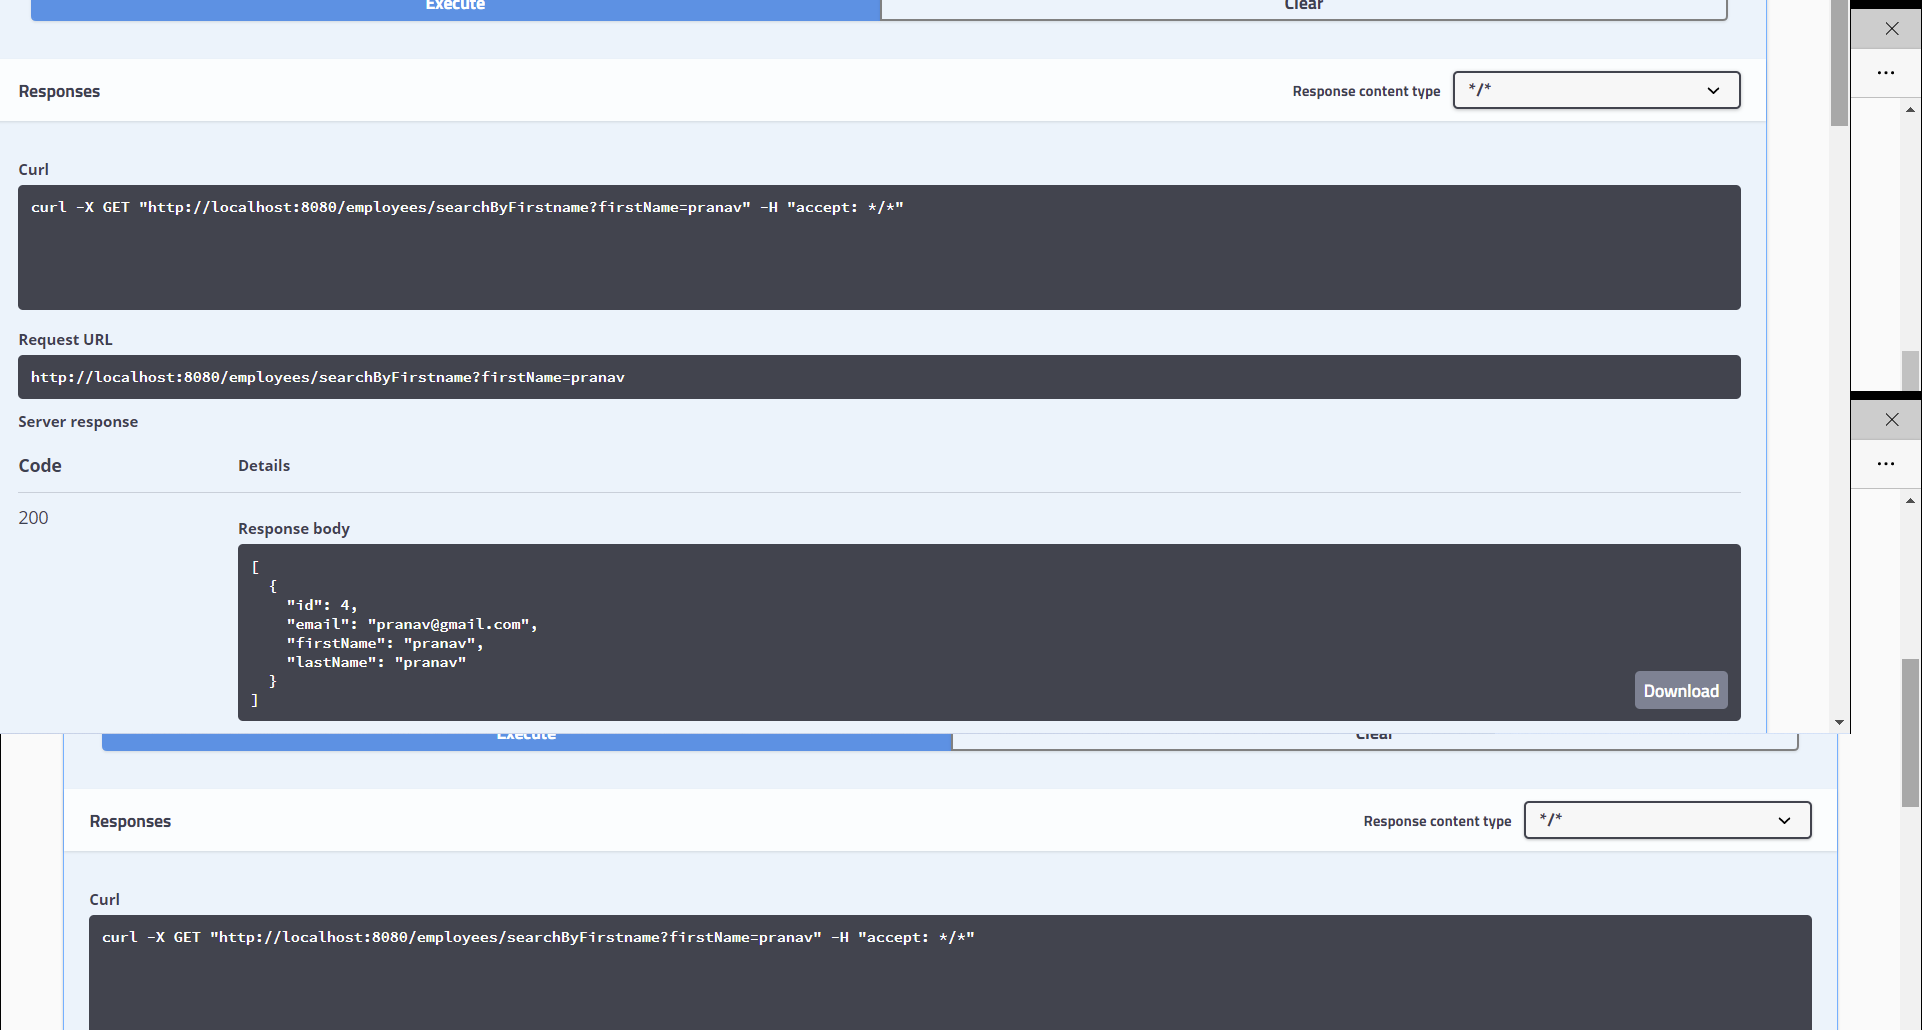 Execute
Clear
Responses
Response content type
*/*
Curl
curl -X GET "http://localhost:8080/employees/searchByFirstname?firstName=pranav" -H "accept: */*"
Request URL
http://localhost:8080/employees/searchByFirstname?firstName=pranav
Server response
Code
Details
200
Response body
[
  {
    "id": 4,
    "email": "pranav@gmail.com",
    "firstName": "pranav",
    "lastName": "pranav"
  }
]
Download
Execute
Clear
Responses
Response content type
*/*
Curl
curl -X GET "http://localhost:8080/employees/searchByFirstname?firstName=pranav" -H "accept: */*"